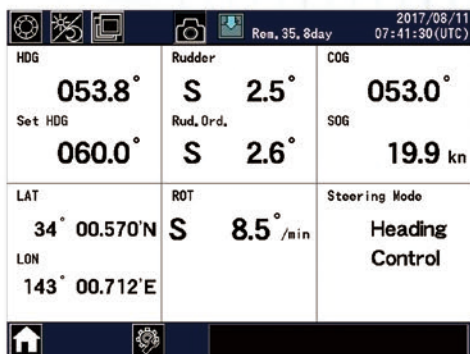 Rem.35.8day
2017/08/11
07:41:30(UTC)
HDG
053.8°
Set HDG
060.0°
Rudder
S 2.5°
Rud.Ord.
S 2.6°
COG
053.0°
SOG
19.9 kn
LAT
34° 00.570'N
LON
143° 00.712'E
ROT
S 8.5°/min
Steering Mode
Heading
Control